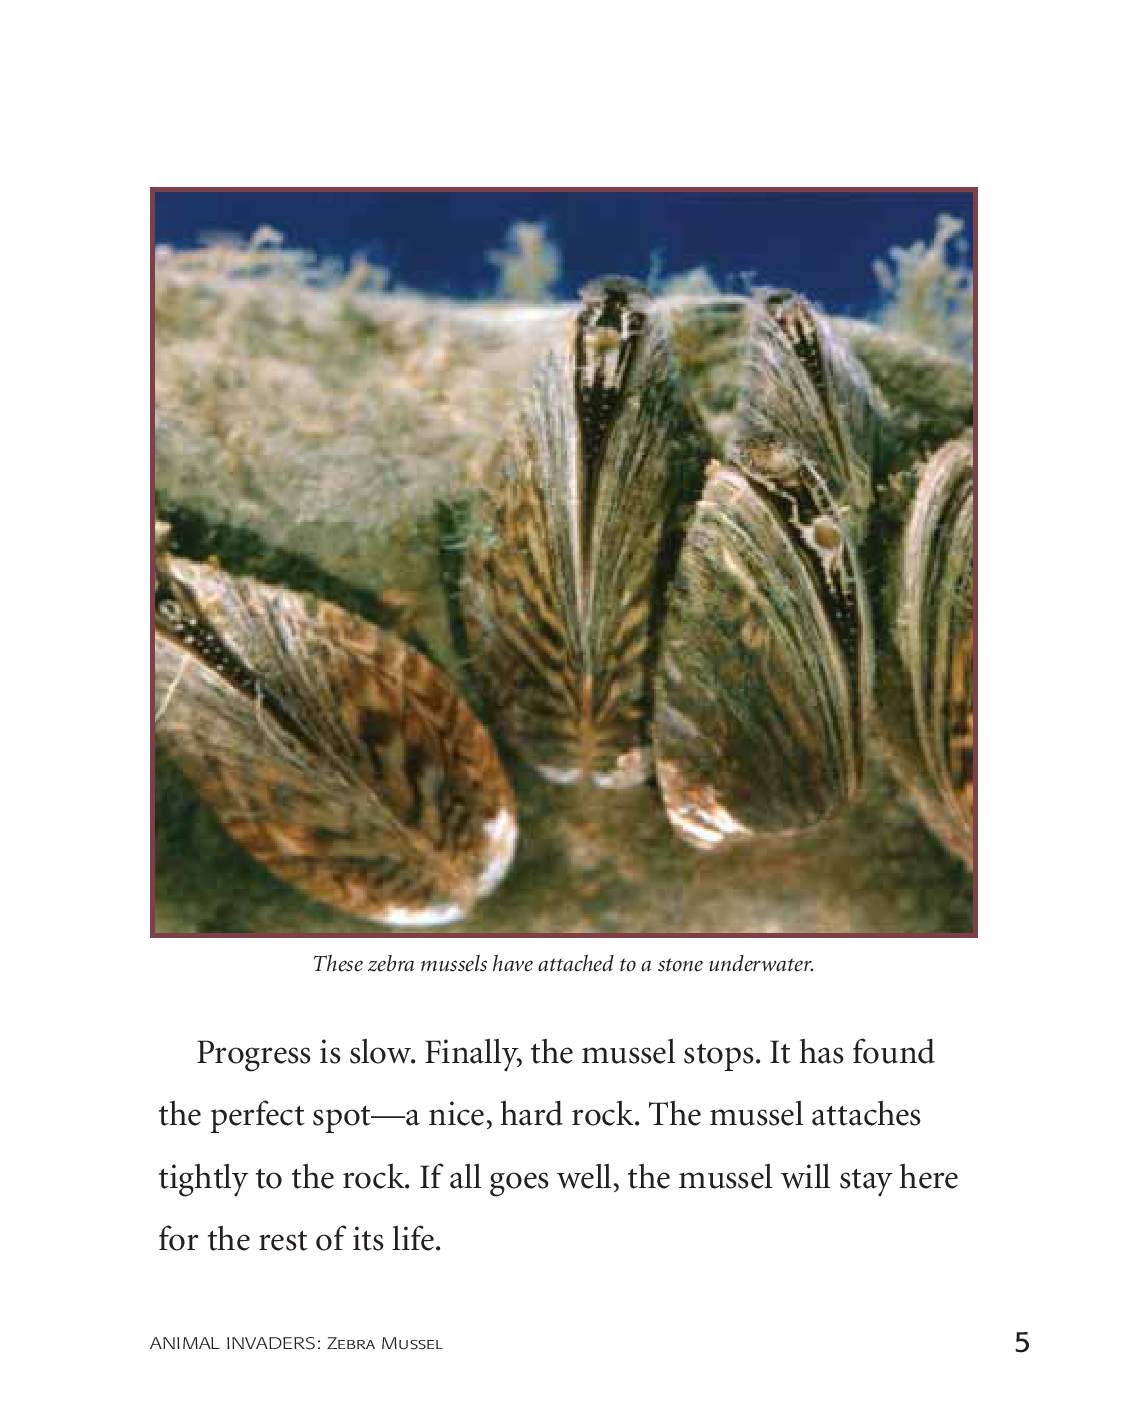 These zebra mussels have attached to a stone underwater.
Progress is slow. Finally, the mussel stops. It has found
the perfect spot—a nice, hard rock. The mussel attaches
tightly to the rock. If all goes well, the mussel will stay here
for the rest of its life.
ANIMAL INVADERS: ZEBRA MUSSEL 5